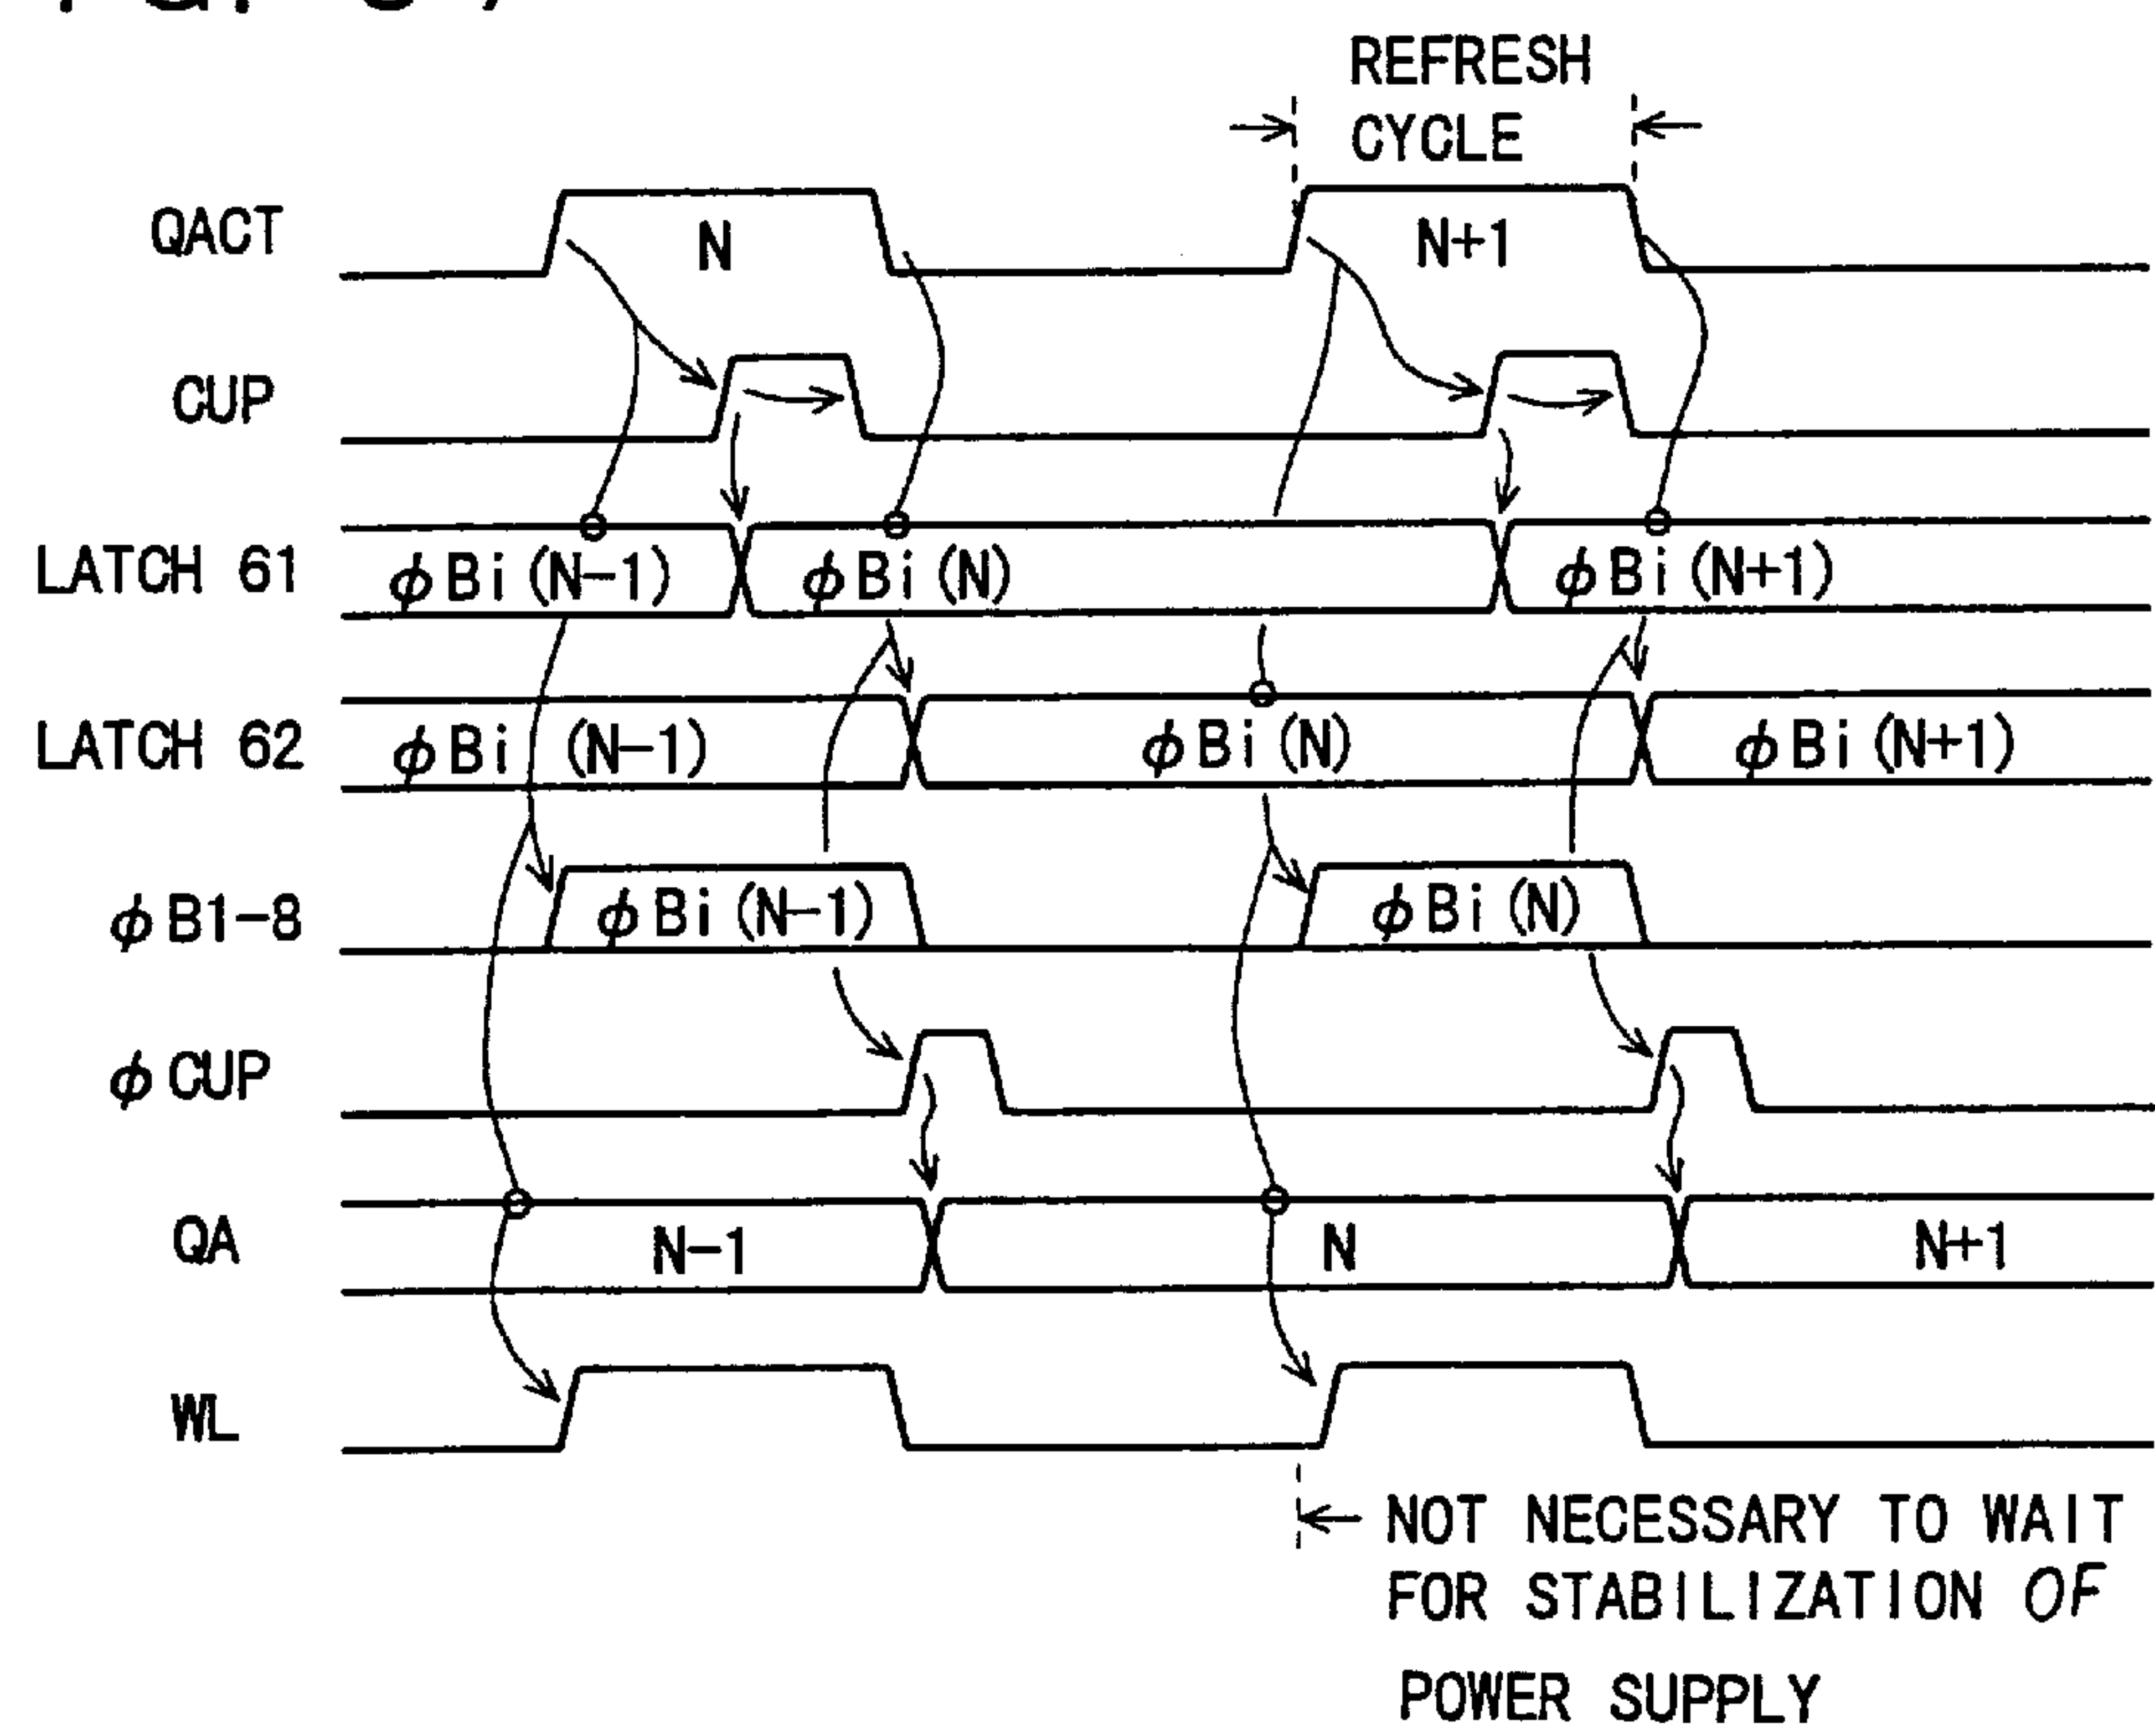 REFRESH
CYCLE
QACT
N
N+1
CUP
LATCH 61
φBi(N-1)
φBi(N)
φBi(N+1)
LATCH 62
φBi (N-1)
φBi(N)
φBi(N+1)
φB1-8
φBi(N-1)
φBi(N)
φCUP
QA
N-1
N
N+1
WL
NOT NECESSARY TO WAIT
FOR STABILIZATION OF
POWER SUPPLY